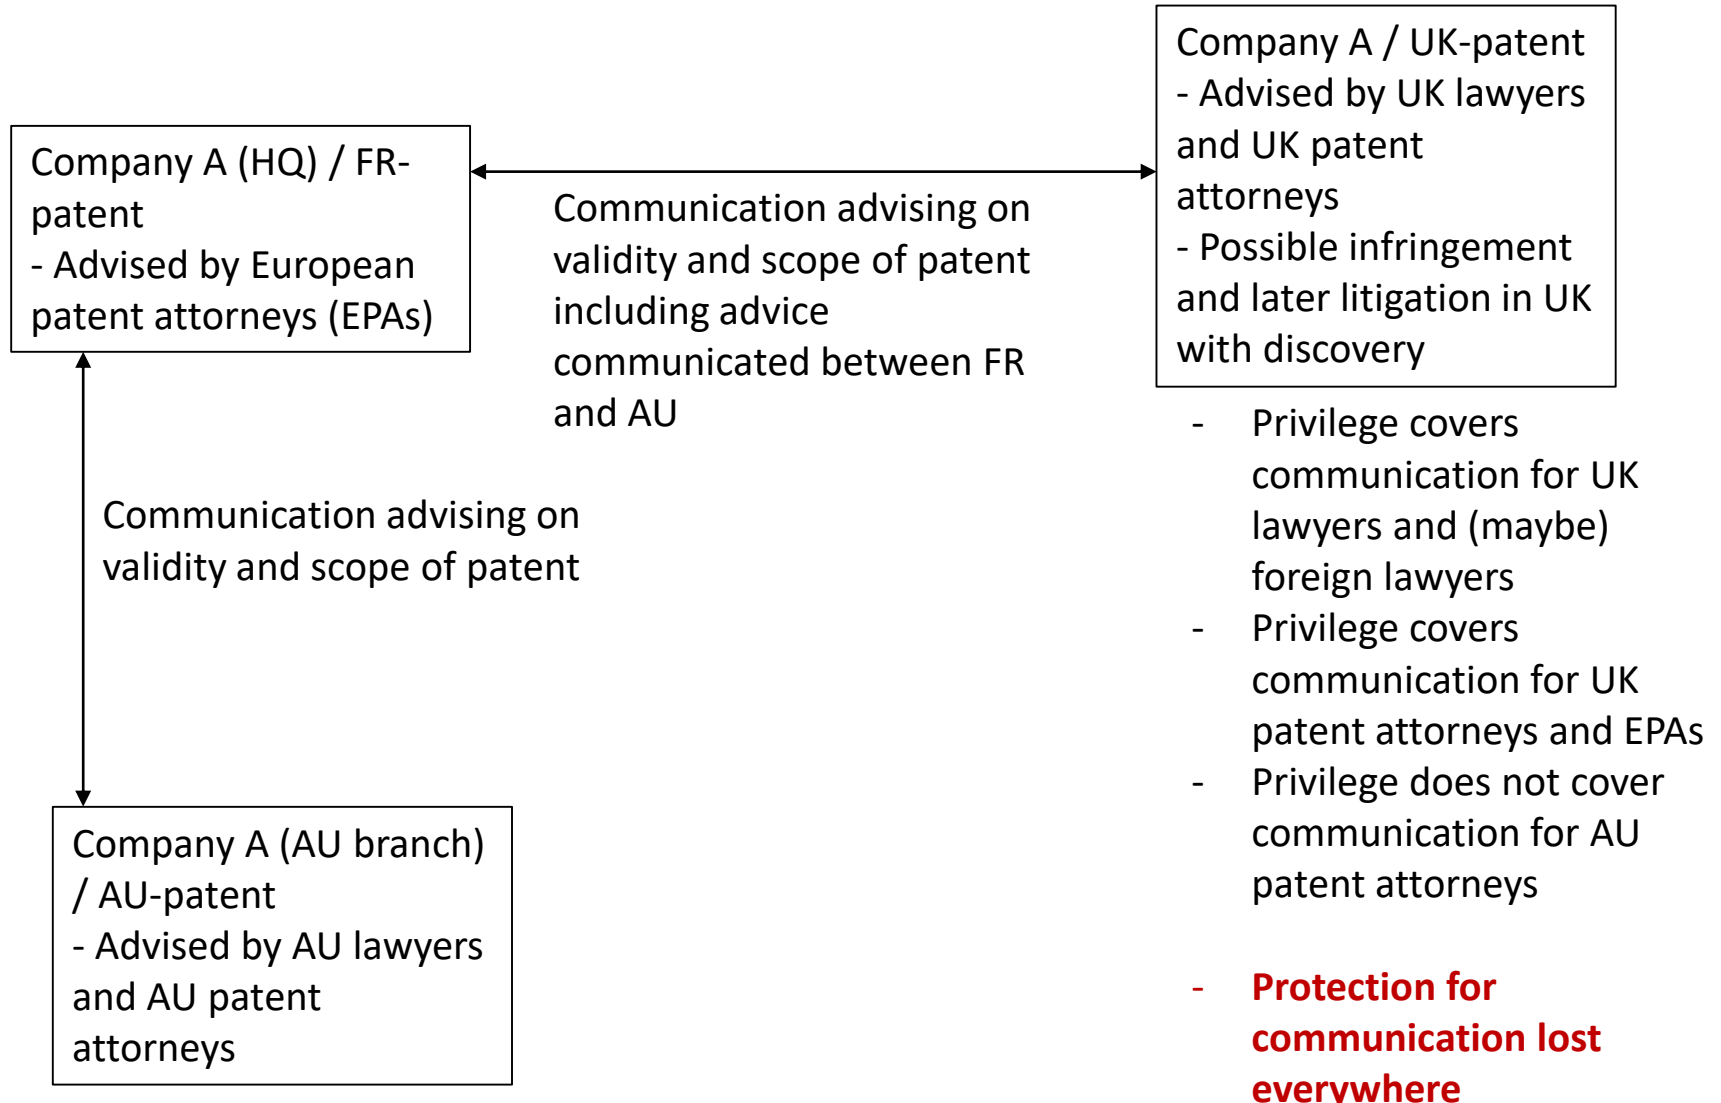 Company A (HQ) / FR-
patent
- Advised by European
patent attorneys (EPAs)
Communication advising on
validity and scope of patent
including advice
communicated between FR
and AU
Company A / UK-patent
- Advised by UK lawyers
and UK patent
attorneys
- Possible infringement
and later litigation in UK
with discovery
Communication advising on
validity and scope of patent
Company A (AU branch)
/ AU-patent
- Advised by AU lawyers
and AU patent
attorneys
- Privilege covers
communication for UK
lawyers and (maybe)
foreign lawyers
- Privilege covers
communication for UK
patent attorneys and EPAs
- Privilege does not cover
communication for AU
patent attorneys
- Protection for
communication lost
everywhere